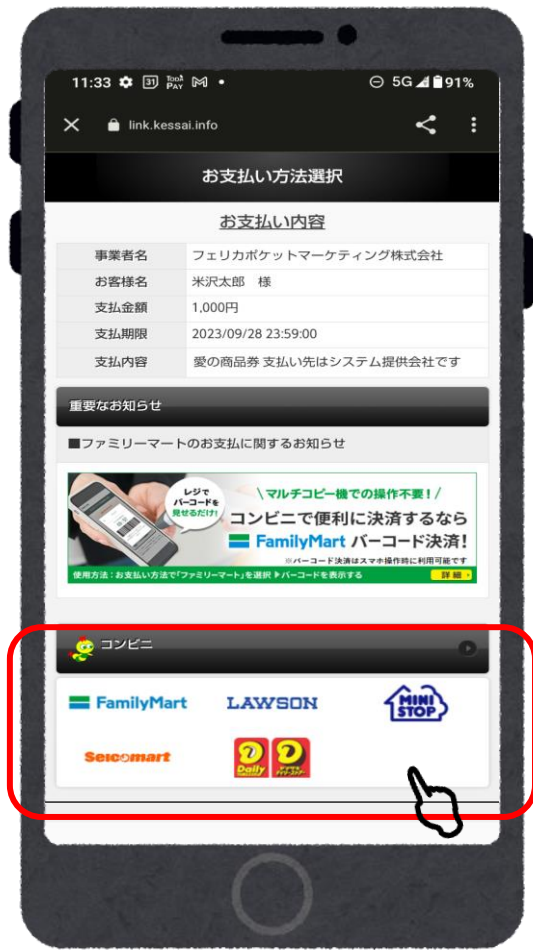 11:33 31 TooT PAY 5G 91%
link.kessai.info
お支払い方法選択
お支払い内容
事業者名 フェリカポケットマーケティング株式会社
お客様名 米沢太郎 様
支払金額 1,000円
支払期限 2023/09/28 23:59:00
支払内容 愛の商品券 支払い先はシステム提供会社です
重要なお知らせ
■ファミリーマートのお支払に関するお知らせ
レジで
バーコードを
見せるだけ!
\マルチコピー機での操作不要!/
コンビニで便利に決済するなら
FamilyMart バーコード決済!
※バーコード決済はスマホ操作時に利用可能です
使用方法:お支払い方法で「ファミリーマート」を選択▶バーコードを表示する 詳細
コンビニ
FamilyMart LAWSON MINI STOP
Seicomart Daily